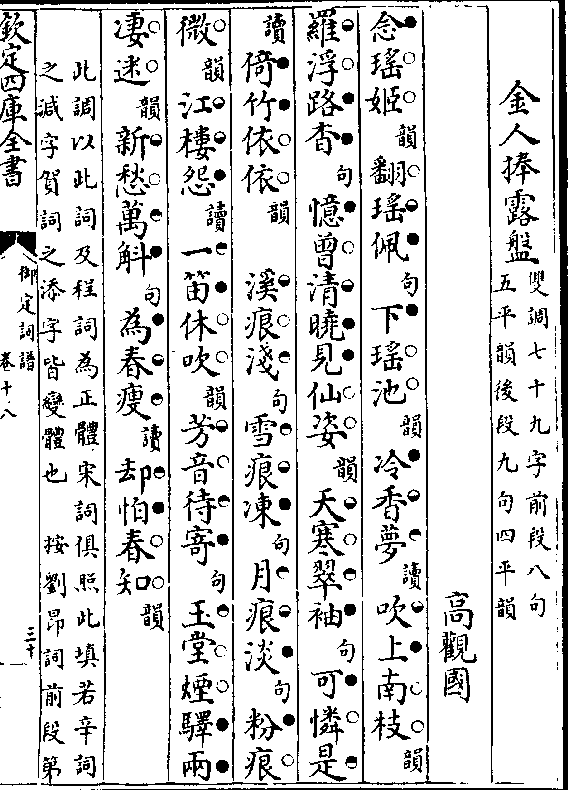 金人捧露盤
雙調七十九字前段八句
五平韻後段九句四平韻
高觀國
念瑤姬韻翻瑤佩句下瑤池韻冷香夢讀吹上南枝韻
羅浮路杳句憶曾清曉見仙姿韻天寒翠袖句可憐是
讀倚竹依依韻　溪痕淺句雪痕凍句月痕淡句粉痕
微韻江樓怨讀一笛休吹韻芳音待寄句玉堂煙驛兩
凄迷韻新愁萬斛句為春瘦讀却怕春知韻
此調以此詞及程詞為正體宋詞俱照此填若辛詞
之減字賀詞之添字皆變體也　按劉昂詞前段第
欽定四庫全書
御定詞譜
卷十八
三十